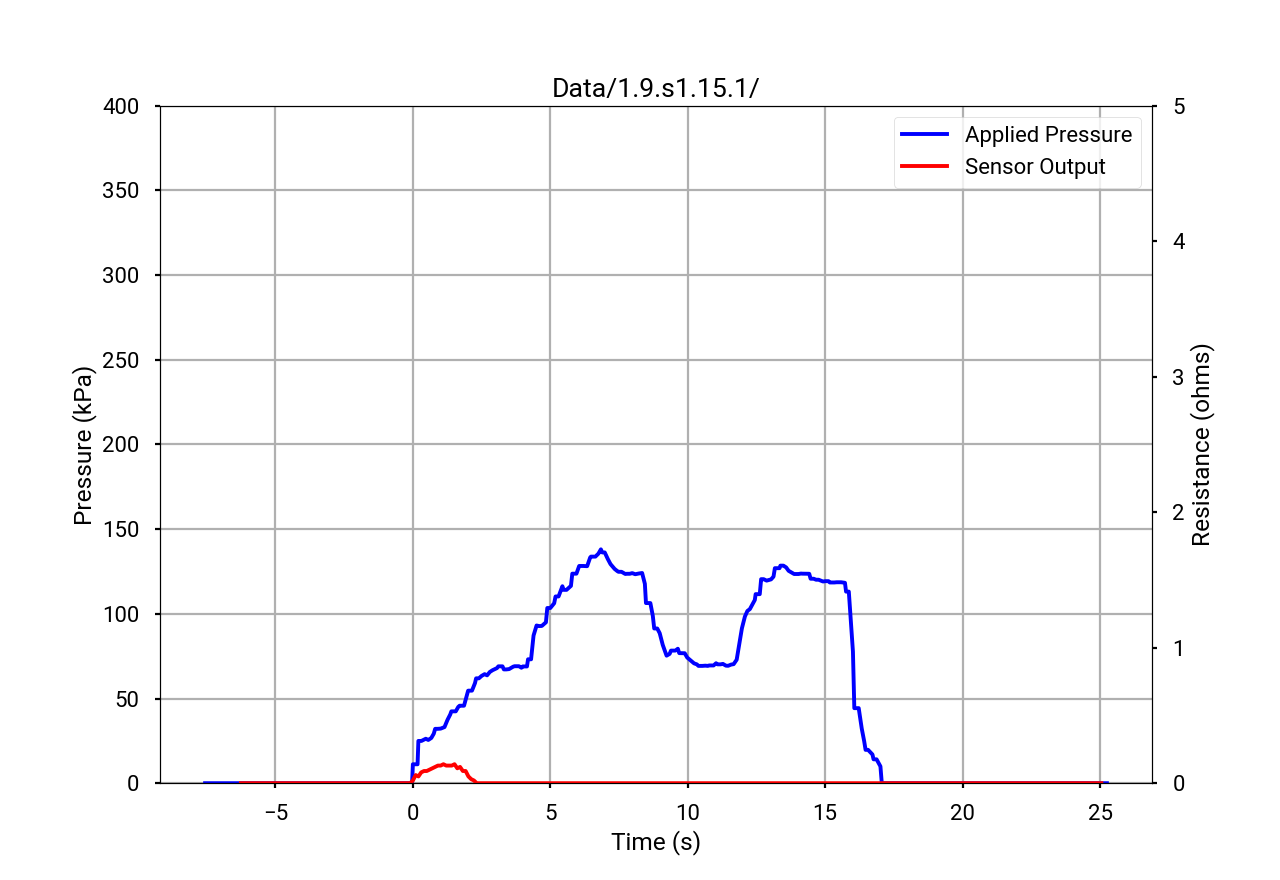 Data/1.9.s1.15.1/
Applied Pressure
Sensor Output
400
350
300
250
200
150
100
50
0
Pressure (kPa)
5
4
3
2
1
0
Resistance (ohms)
−5 0 5 10 15 20 25
Time (s)